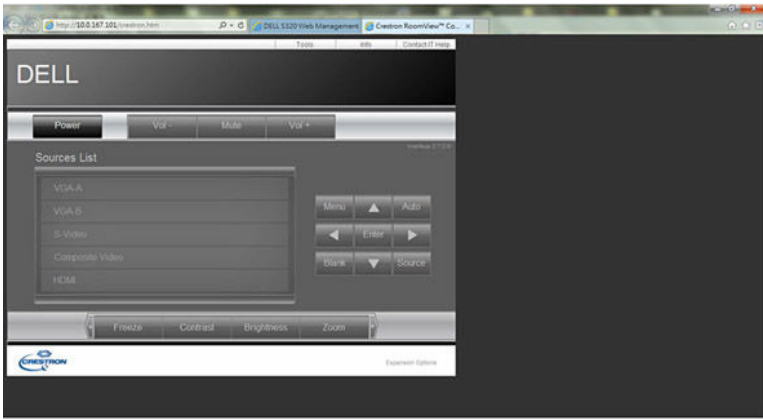 http://10.0.167.101/crestron.htm
DELL S320 Web Management
Crestron RoomView™ Co...
Tools Info Contact IT Help
DELL
Power Vol - Mute Vol +
Sources List
VGA-A
VGA-B
S-Video
Composite Video
HDMI
Menu Auto
Enter
Blank Source
Freeze Contrast Brightness Zoom
CRESTRON
Expansion Options